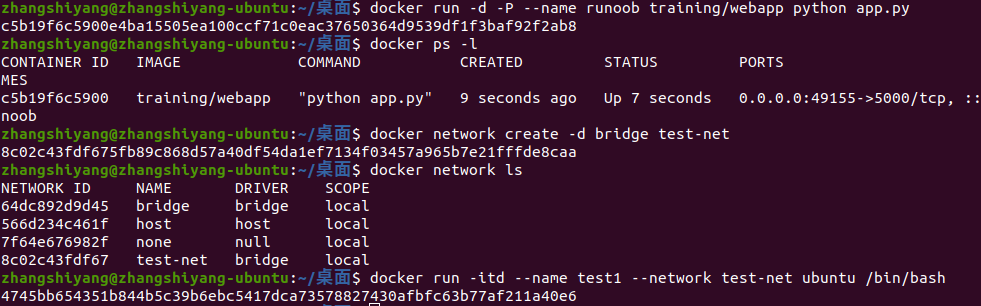 zhangshiyang@zhangshiyang-ubuntu:~/桌面$ docker run -d -P --name runoob training/webapp python app.py
c5b19f6c5900e4ba15505ea100ccf71c0eac37650364d9539df1f3baf92f2ab8
zhangshiyang@zhangshiyang-ubuntu:~/桌面$ docker ps -l
CONTAINER ID   IMAGE             COMMAND           CREATED         STATUS         PORTS
MES
c5b19f6c5900   training/webapp   "python app.py"   9 seconds ago   Up 7 seconds   0.0.0.0:49155->5000/tcp, ::
noob
zhangshiyang@zhangshiyang-ubuntu:~/桌面$ docker network create -d bridge test-net
8c02c43fdf675fb89c868d57a40df54da1ef7134f03457a965b7e21fffde8caa
zhangshiyang@zhangshiyang-ubuntu:~/桌面$ docker network ls
NETWORK ID     NAME       DRIVER    SCOPE
64dc892d9d45   bridge     bridge    local
566d234c461f   host       host      local
7f64e676982f   none       null      local
8c02c43fdf67   test-net   bridge    local
zhangshiyang@zhangshiyang-ubuntu:~/桌面$ docker run -itd --name test1 --network test-net ubuntu /bin/bash
4745bb654351b844b5c39b6ebc5417dca73578827430afbfc63b77af211a40e6